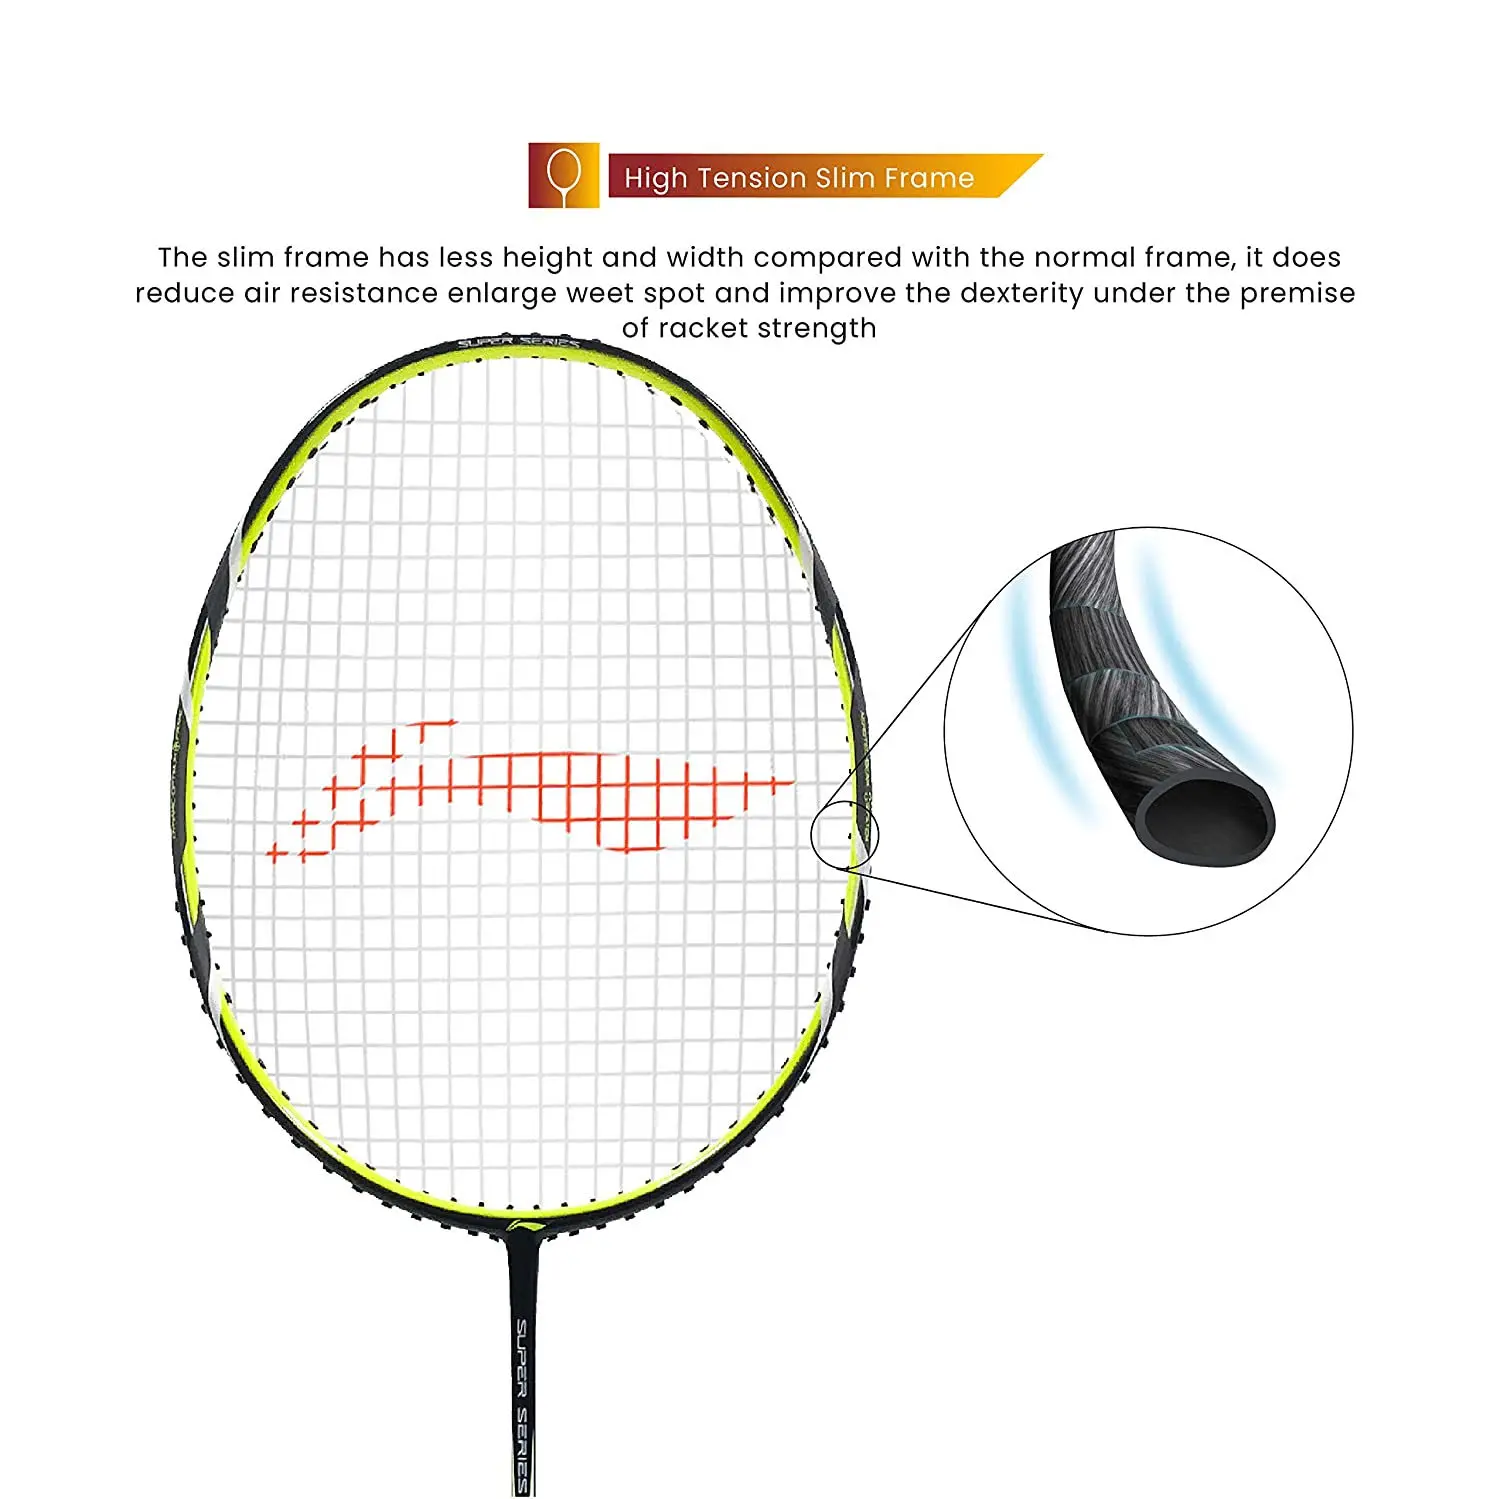 High Tension Slim Frame
The slim frame has less height and width compared with the normal frame, it does
reduce air resistance enlarge weet spot and improve the dexterity under the premise
of racket strength
SUPER SERIES
SUPER SERIES